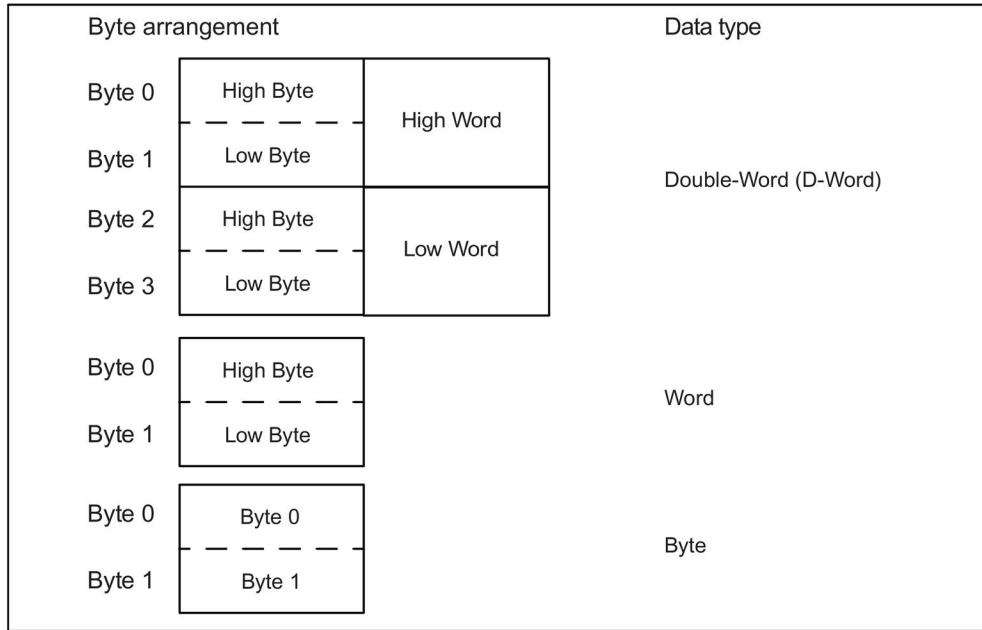 Byte arrangement Data type
Byte 0 High Byte
High Word
Byte 1 Low Byte
Double-Word (D-Word)
Byte 2 High Byte
Low Word
Byte 3 Low Byte
Byte 0 High Byte
Word
Byte 1 Low Byte
Byte 0 Byte 0
Byte
Byte 1 Byte 1